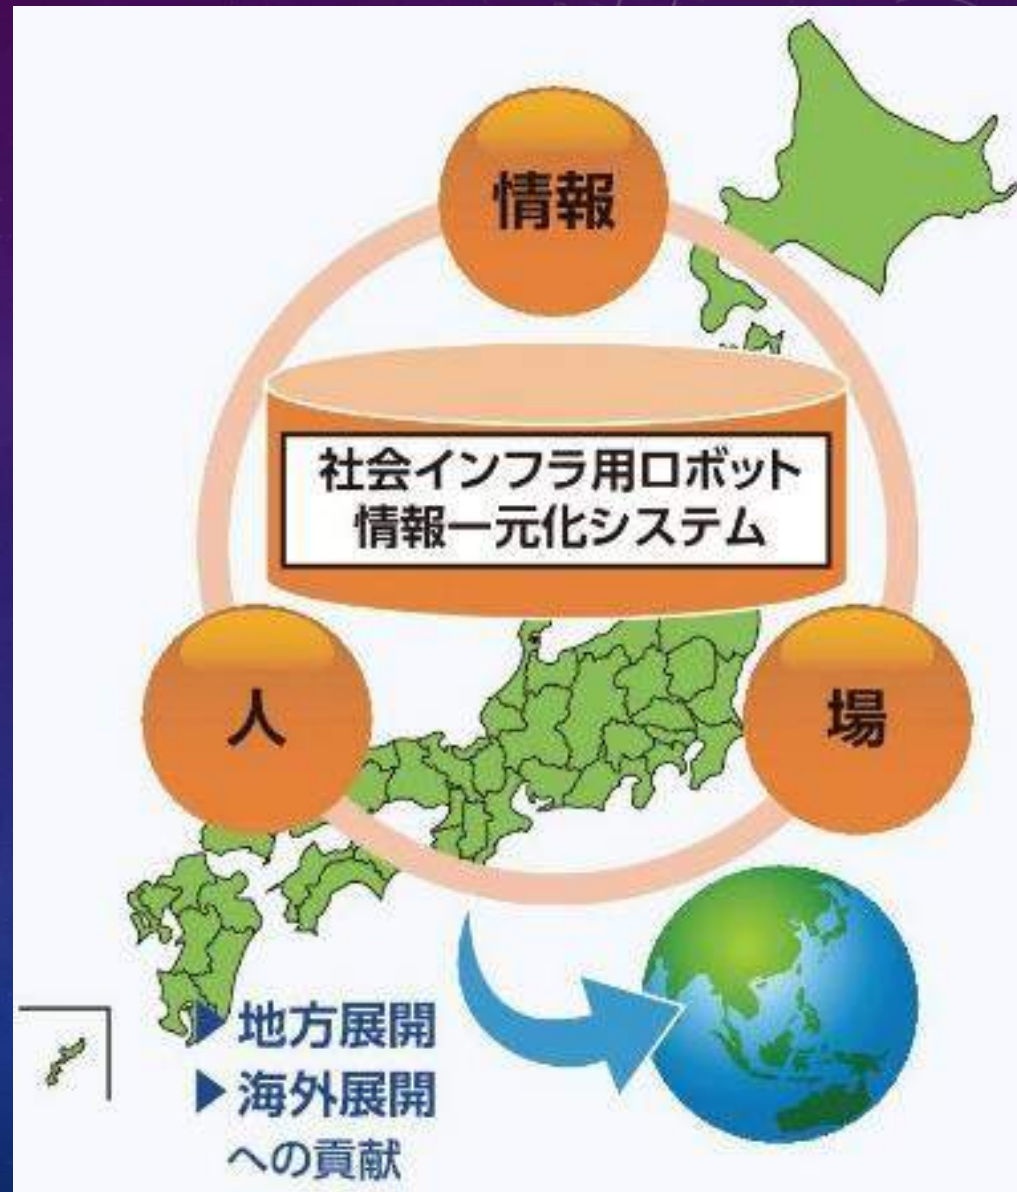 情報
社会インフラ用ロボット
情報一元化システム
人
場
▶地方展開
▶海外展開
への貢献